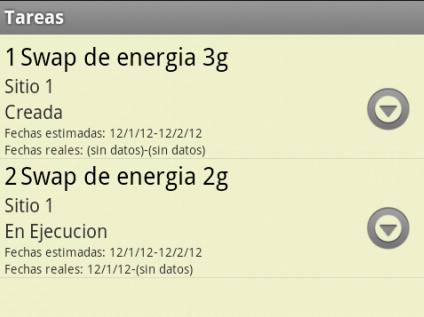 Tareas
1 Swap de energia 3g
Sitio 1
Creada
Fechas estimadas: 12/1/12-12/2/12
Fechas reales: (sin datos)-(sin datos)
2 Swap de energia 2g
Sitio 1
En Ejecucion
Fechas estimadas: 12/1/12-12/2/12
Fechas reales: 12/1/12-(sin datos)